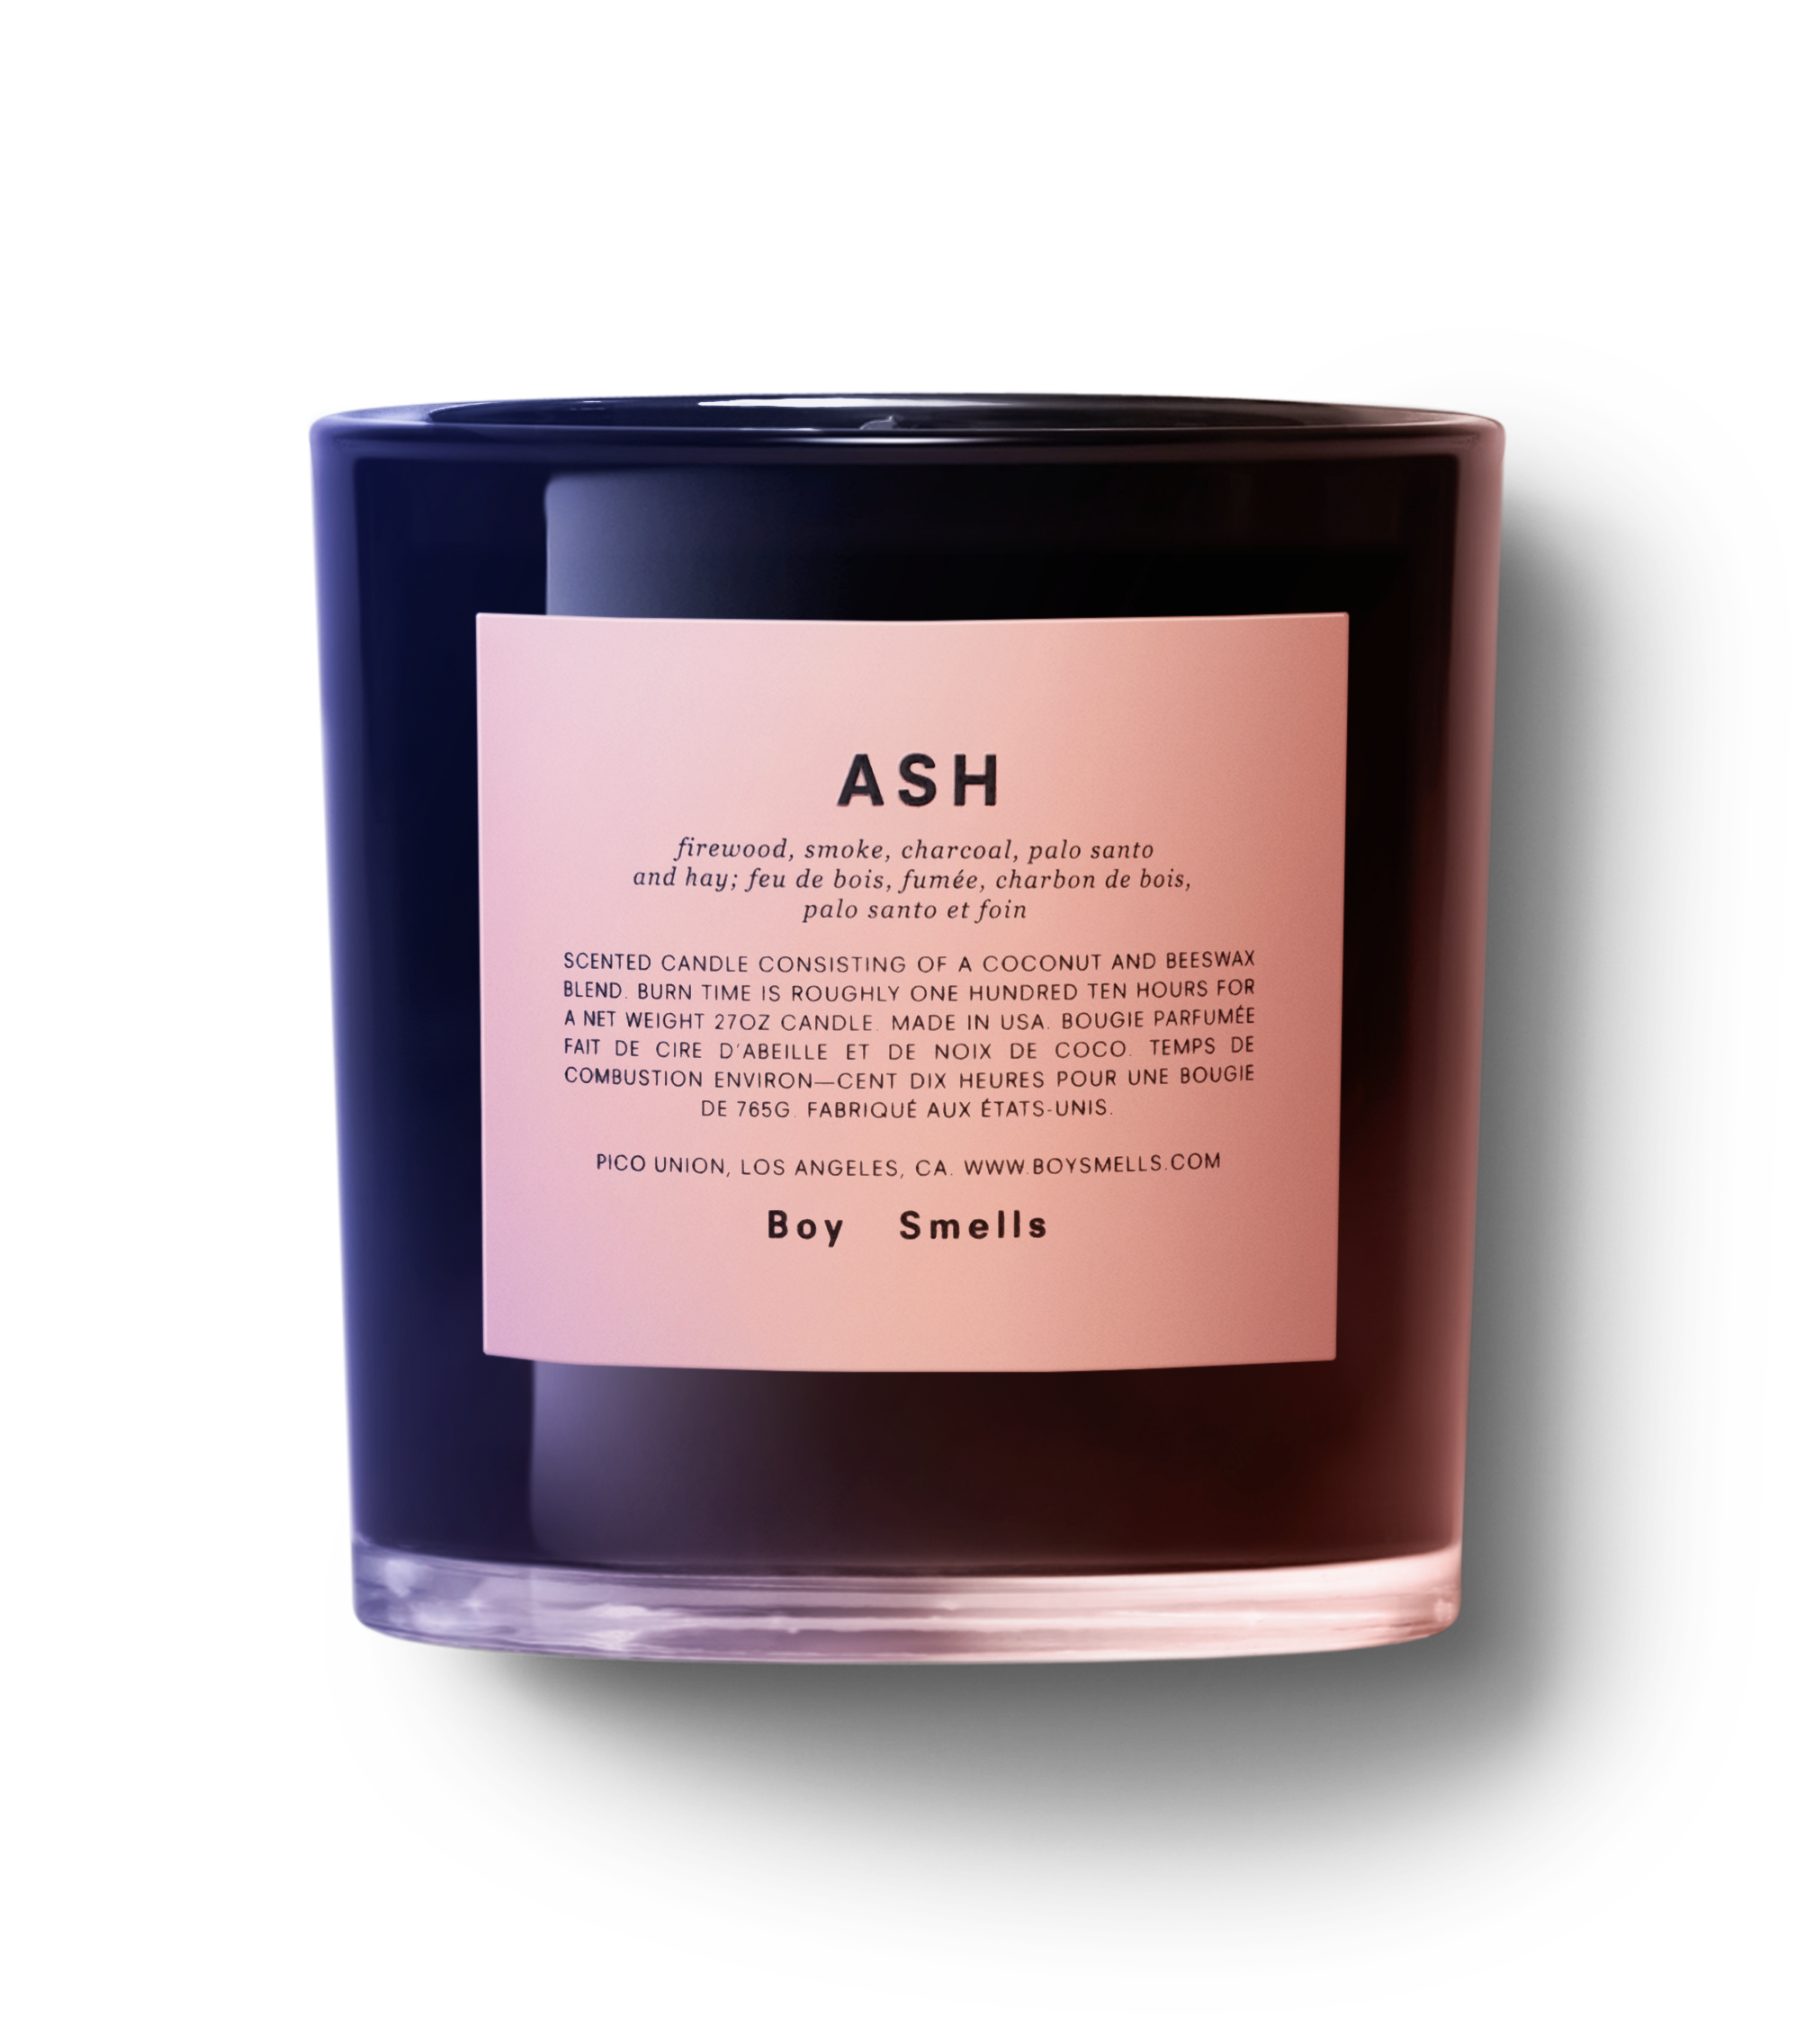 ASH
firewood, smoke, charcoal, palo santo
and hay; feu de bois, fumée, charbon de bois,
palo santo et foin
SCENTED CANDLE CONSISTING OF A COCONUT AND BEESWAX
BLEND. BURN TIME IS ROUGHLY ONE HUNDRED TEN HOURS FOR
A NET WEIGHT 27OZ CANDLE. MADE IN USA. BOUGIE PARFUMÉE
FAIT DE CIRE D'ABEILLE ET DE NOIX DE COCO. TEMPS DE
COMBUSTION ENVIRON—CENT DIX HEURES POUR UNE BOUGIE
DE 765G. FABRIQUÉ AUX ÉTATS-UNIS.
PICO UNION, LOS ANGELES, CA. WWW.BOYSMELLS.COM
Boy Smells